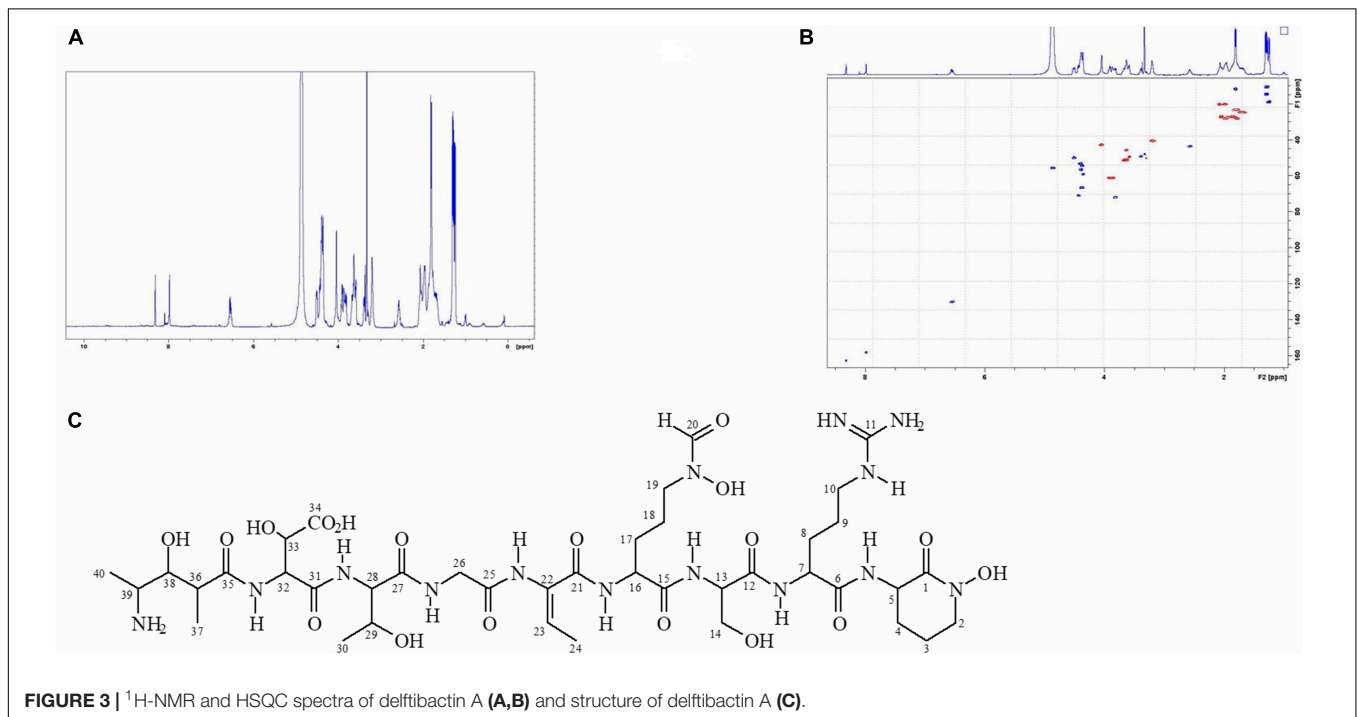 A
10 8 6 4 2 0 [ppm]
B
F1 [ppm]
40
60
80
100
120
140
160
8 6 4 2 F2 [ppm]
C
H 20 O
HN 11 NH₂
N
OH
N
H
19
10
18
9
34
HO CO₂H
17
8
OH O 33 H O 26 H O H O H O
N N N N OH
40 38 36 35 32 31 28 27 25 22 21 16 15 13 12 7 6 5 1 N
39 N N N N
NH₂ 37 H O 29 OH H O 23 H O 14 OH H O 4 2
30 24 3
FIGURE 3 | ¹H-NMR and HSQC spectra of delftibactin A (A,B) and structure of delftibactin A (C).